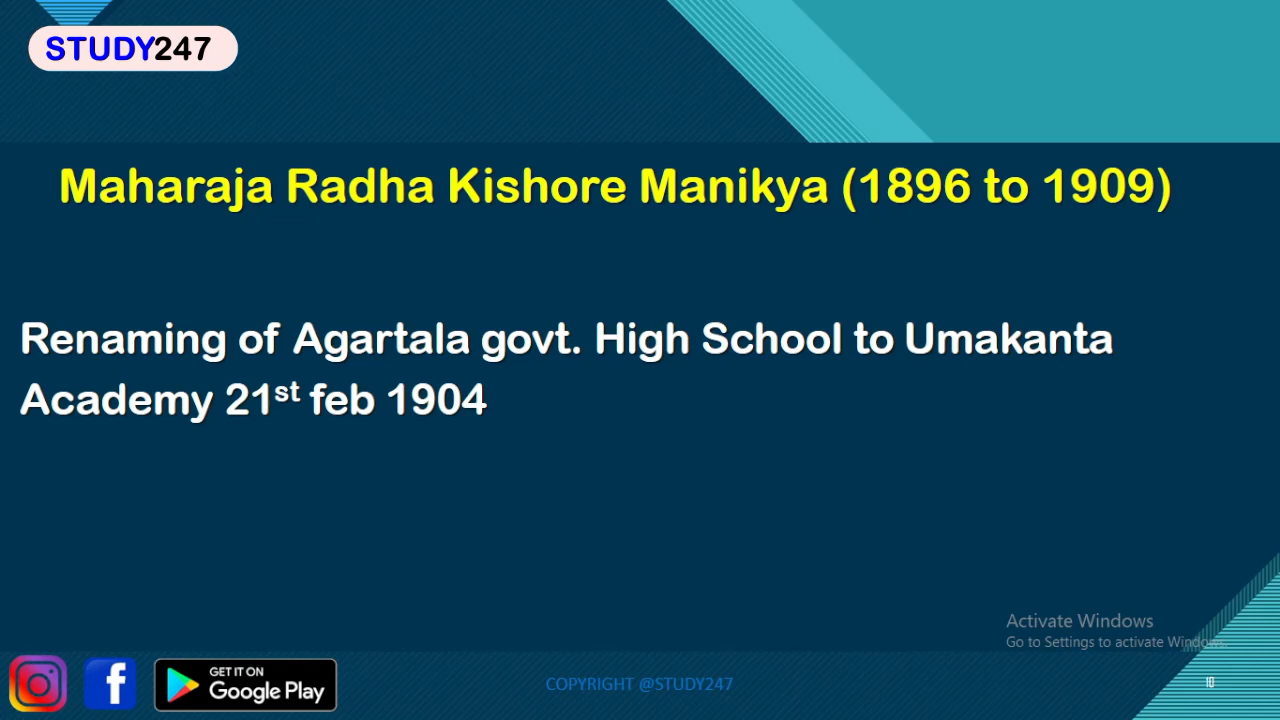 STUDY247
Maharaja Radha Kishore Manikya (1896 to 1909)
Renaming of Agartala govt. High School to Umakanta
Academy 21st feb 1904
Activate Windows
Go to Settings to activate Windows.
GET IT ON
Google Play
COPYRIGHT @STUDY247
10